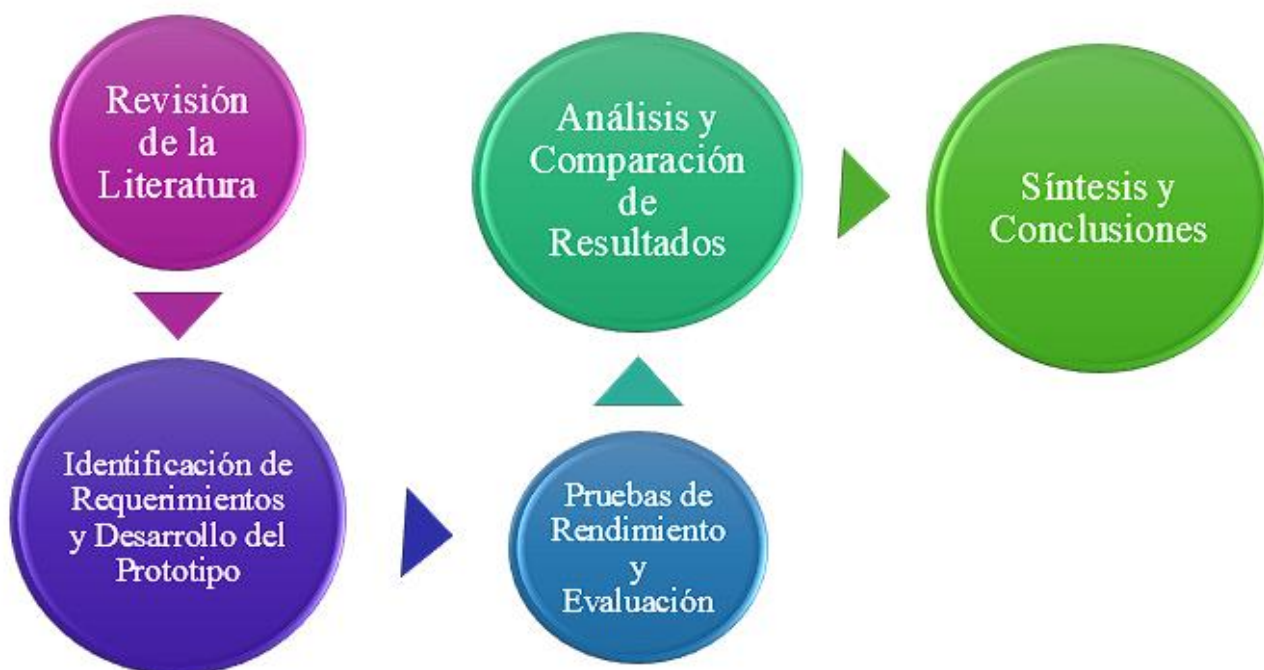 Revisión
de la
Literatura
Identificación de
Requerimientos
y Desarrollo del
Prototipo
Pruebas de
Rendimiento
y
Evaluación
Análisis y
Comparación
de
Resultados
Síntesis y
Conclusiones